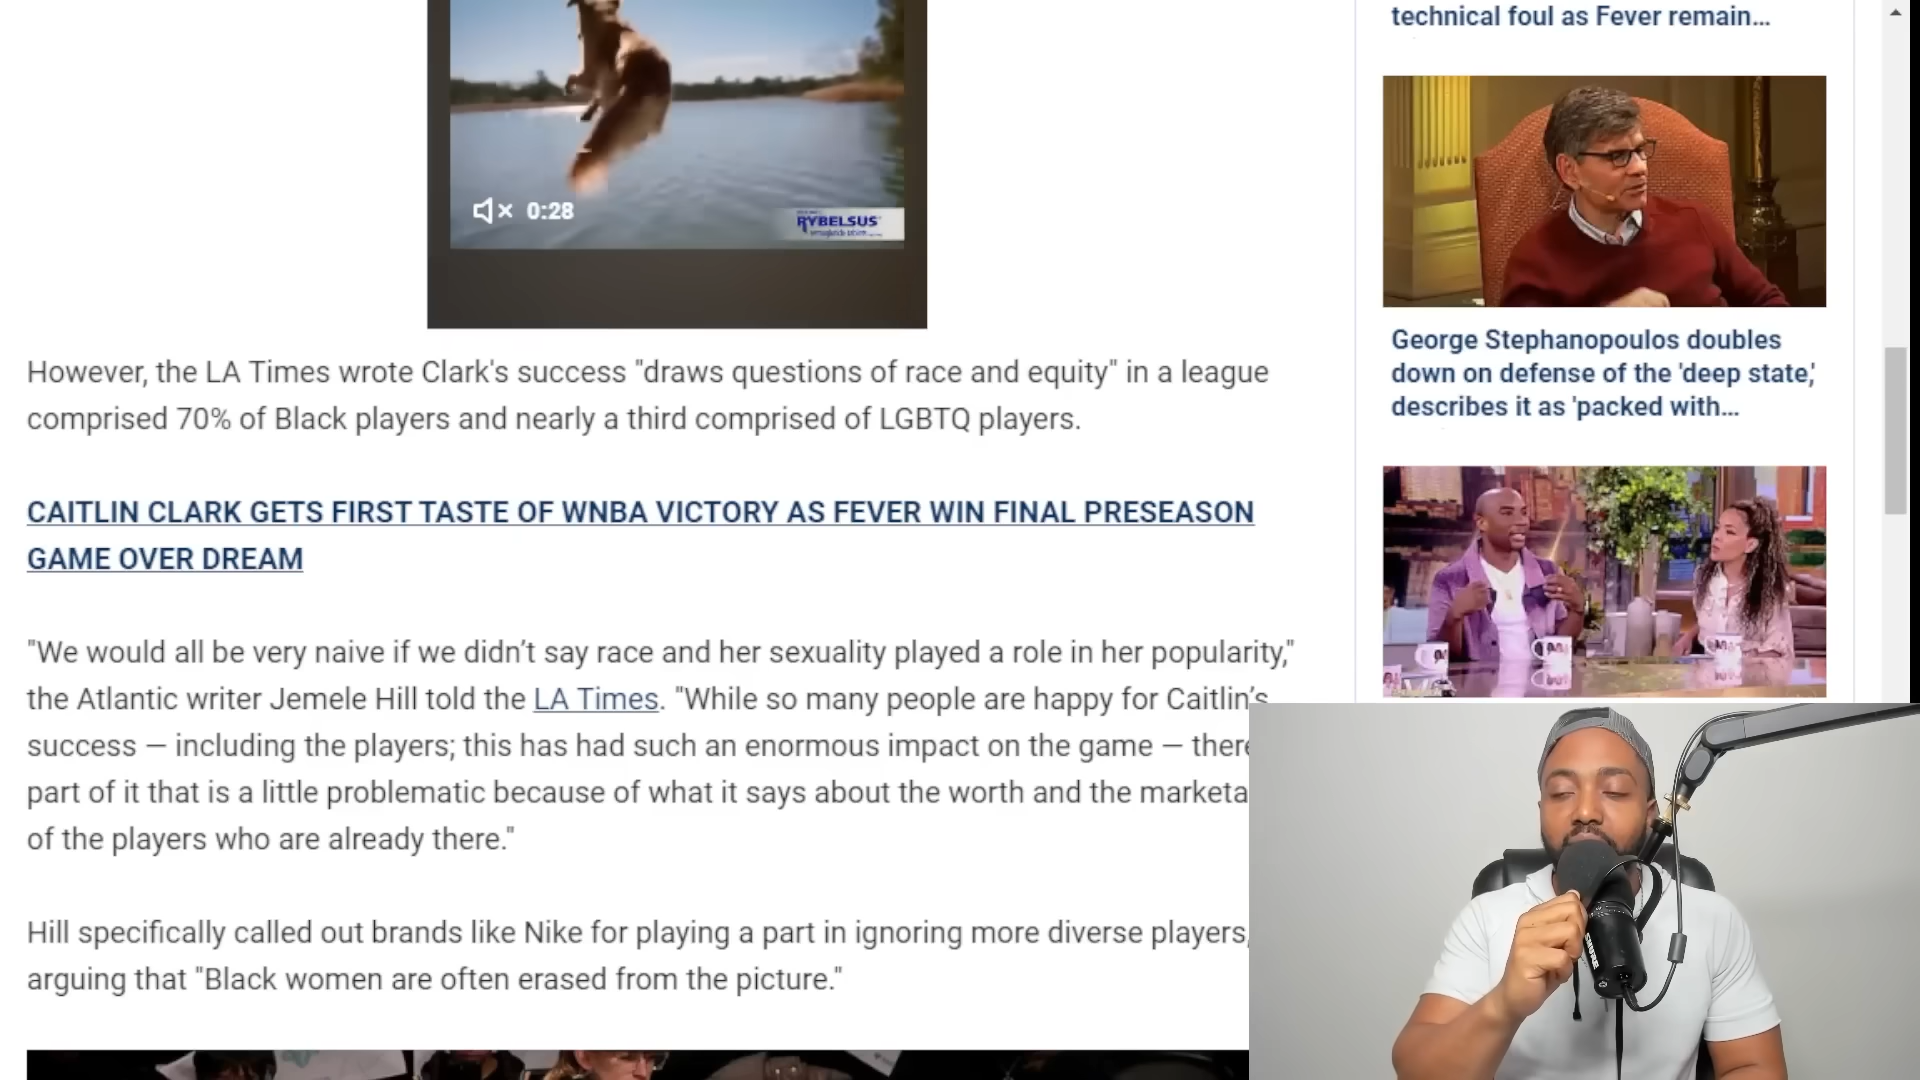 technical foul as Fever remain...
0:28
RYBELSUS
George Stephanopoulos doubles
down on defense of the 'deep state,'
describes it as 'packed with...
However, the LA Times wrote Clark's success "draws questions of race and equity" in a league
comprised 70% of Black players and nearly a third comprised of LGBTQ players.
CAITLIN CLARK GETS FIRST TASTE OF WNBA VICTORY AS FEVER WIN FINAL PRESEASON
GAME OVER DREAM
"We would all be very naive if we didn’t say race and her sexuality played a role in her popularity,"
the Atlantic writer Jemele Hill told the LA Times. "While so many people are happy for Caitlin’s
success — including the players; this has had such an enormous impact on the game — there
part of it that is a little problematic because of what it says about the worth and the marketa
of the players who are already there."
Hill specifically called out brands like Nike for playing a part in ignoring more diverse players,
arguing that "Black women are often erased from the picture."
SHURE